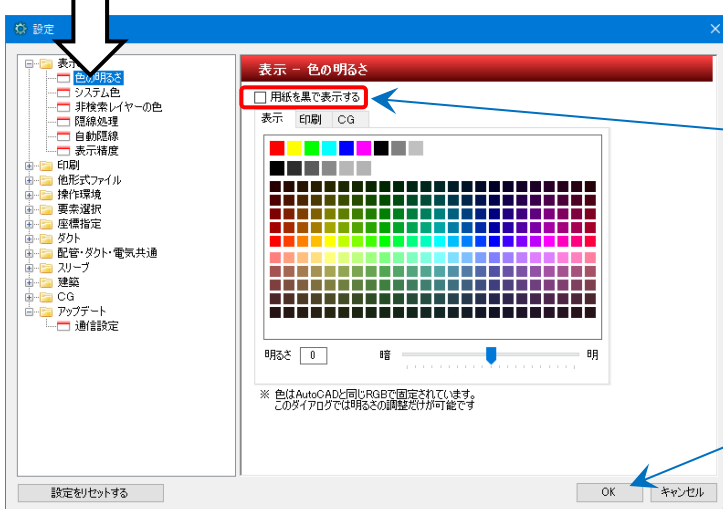 設定
表示
色の明るさ
システム色
非検索レイヤーの色
隠線処理
自動隠線
表示精度
印刷
他形式ファイル
操作環境
要素選択
座標指定
ダクト
配管・ダクト・電気共通
スリーブ
建築
CG
アップデート
通信設定
表示 － 色の明るさ
用紙を黒で表示する
表示 印刷 CG
明るさ 0 暗 明
※ 色はAutoCADと同じRGBで固定されています。
このダイアログでは明るさの調整だけが可能です
設定をリセットする OK キャンセル